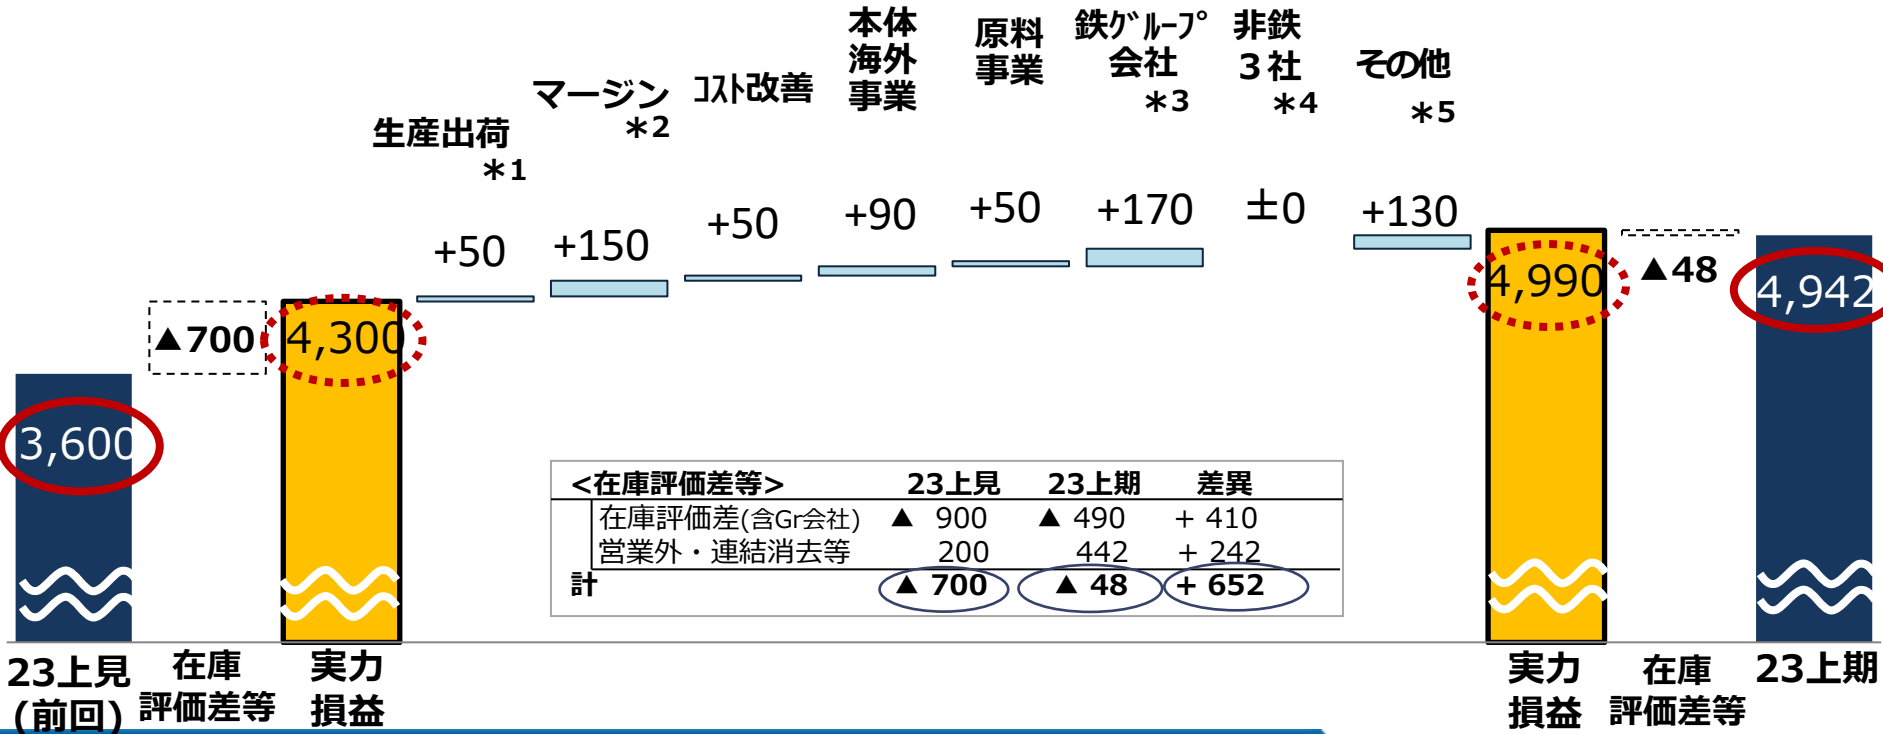 生産出荷
*1
マージン
*2
コスト改善
本体
海外
事業
原料
事業
鉄グループ
会社
*3
非鉄
3社
*4
その他
*5
+50
+150
+50
+90
+50
+170
±0
+130
3,600
▲700
4,300
4,990
▲48
4,942
<在庫評価差等> 23上見 23上期 差異
在庫評価差(含Gr会社) ▲ 900 ▲ 490 + 410
営業外・連結消去等 200 442 + 242
計 ▲ 700 ▲ 48 + 652
23上見
(前回)
在庫
評価差等
実力
損益
実力
損益
在庫
評価差等
23上期